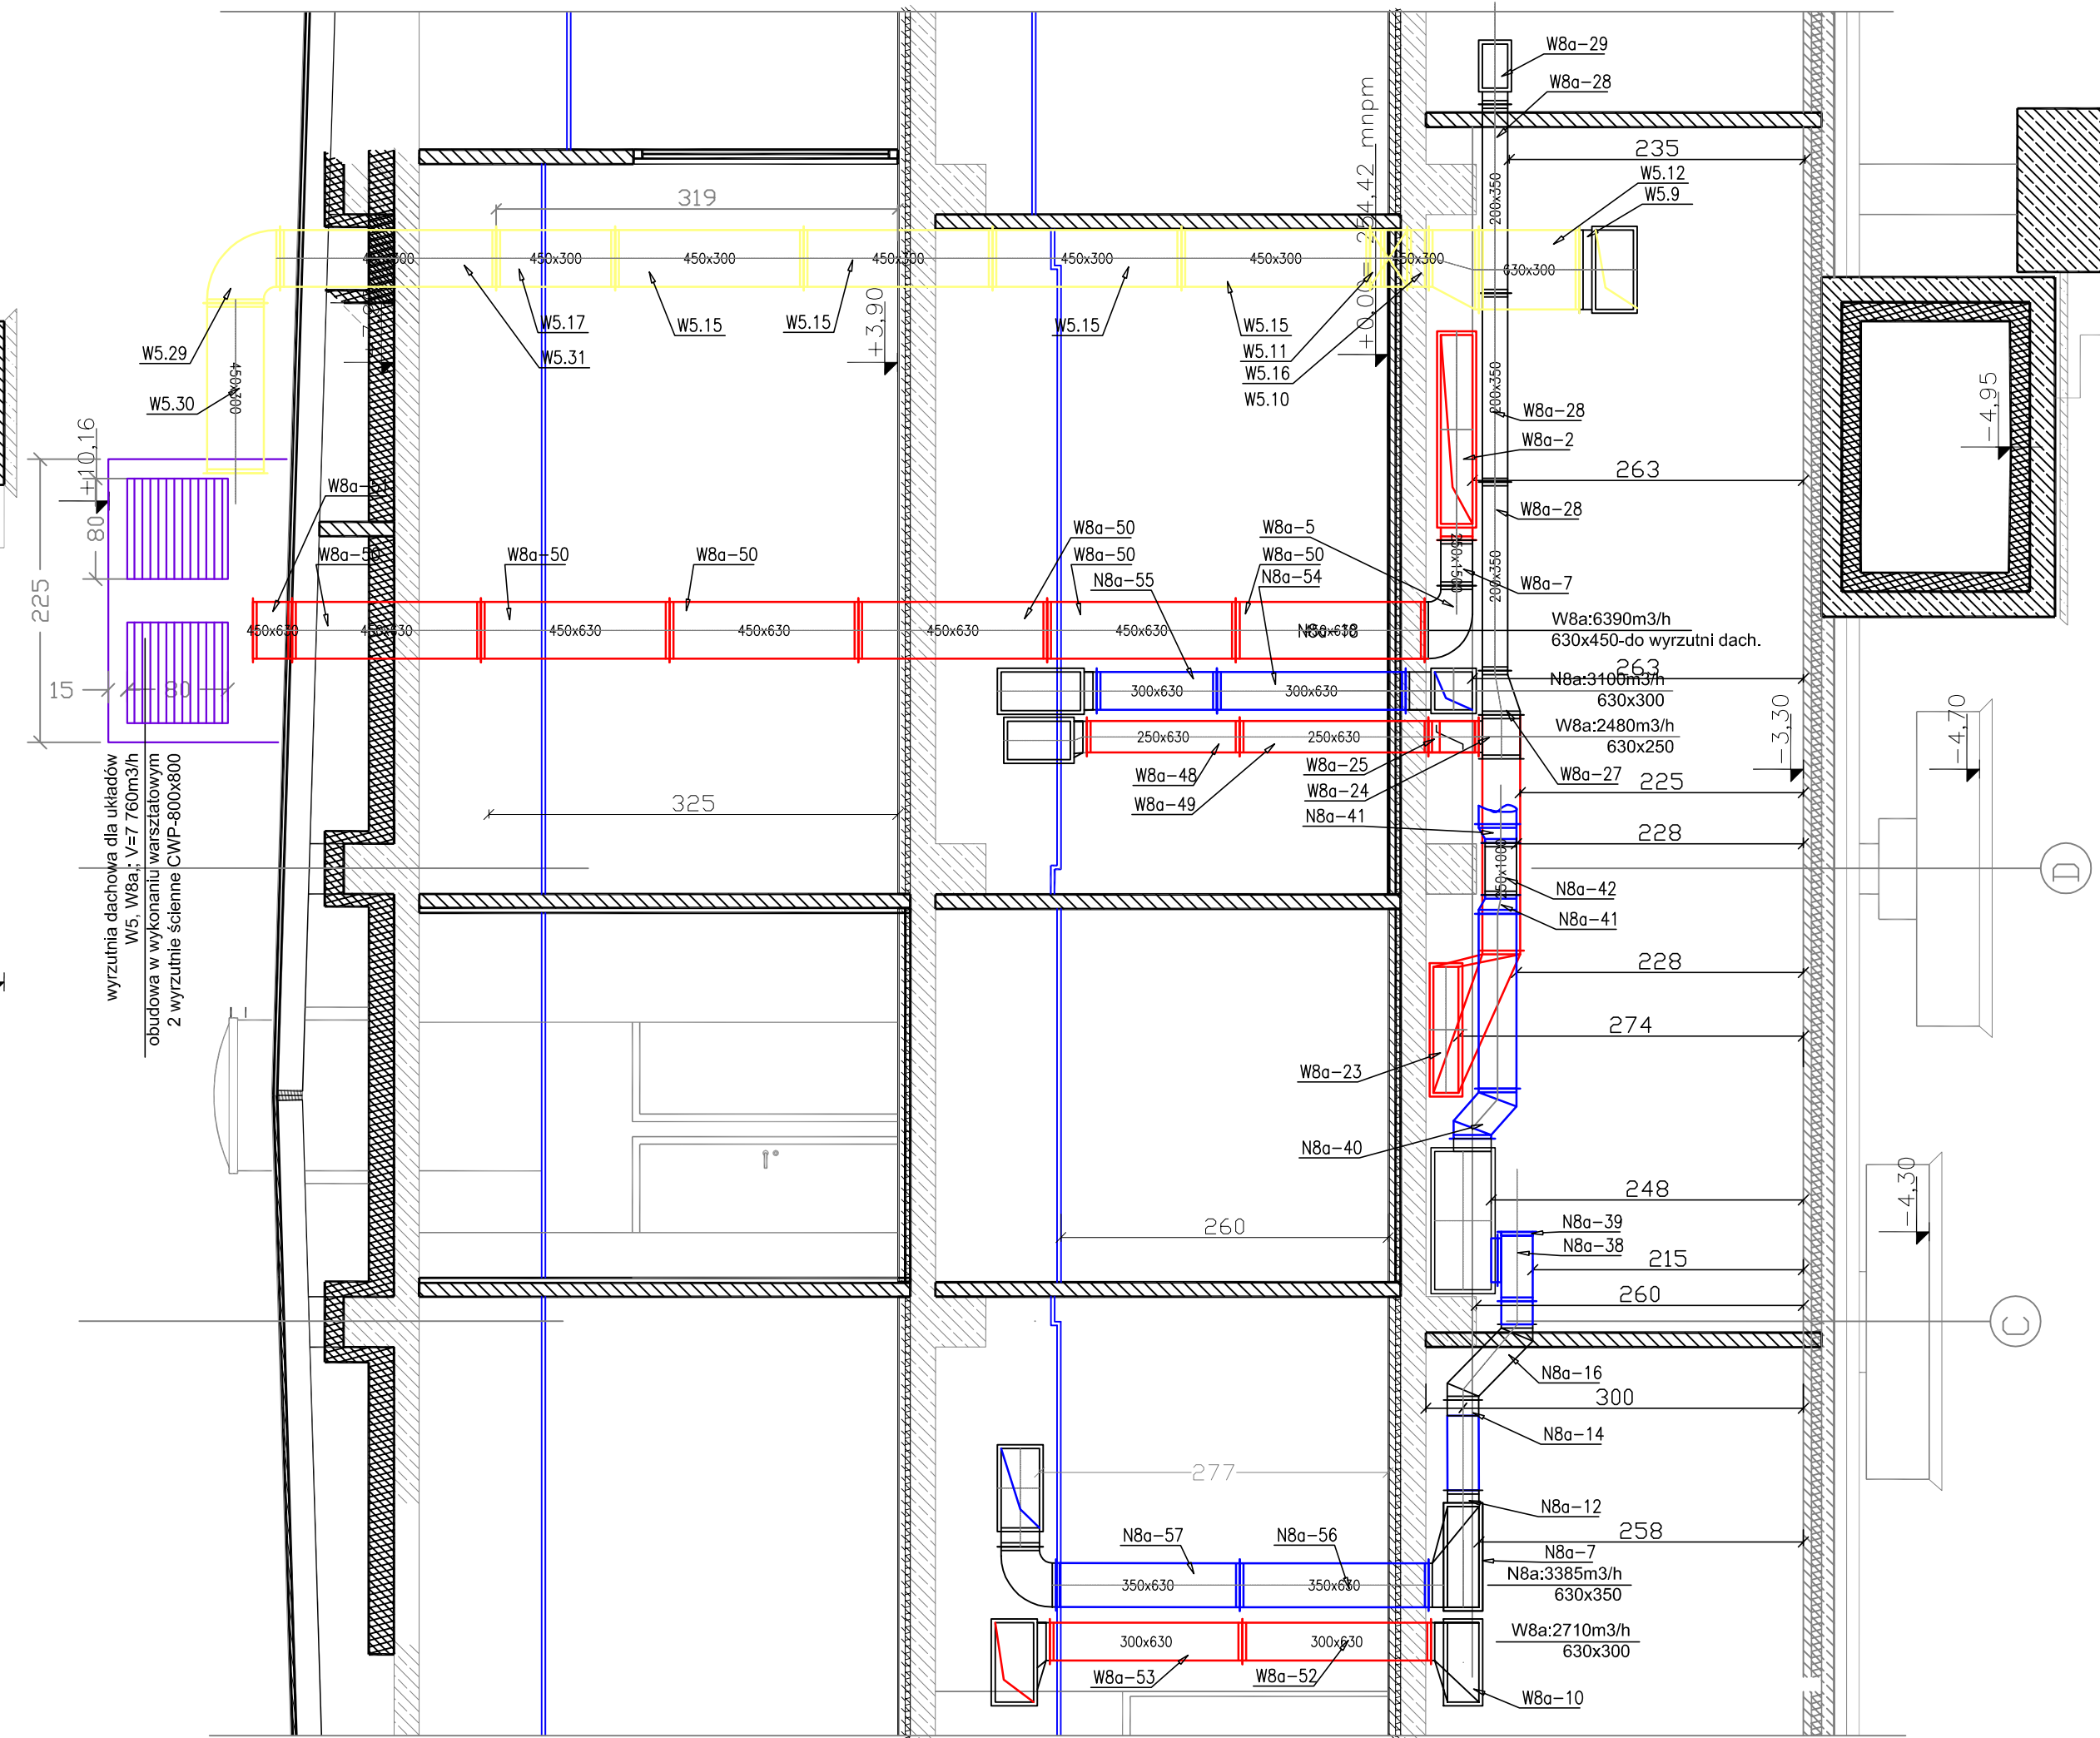 W8a-29
W8a-28
235
W5.12
W5.9
200x350
319
+0,00= 254,42 mnpm
450x300
450x300
450x300
450x300
450x300
450x300
630x300
W5.17
W5.31
W5.15
W5.15
W5.15
W5.15
W5.11
W5.16
W5.10
+3,90
W5.29
W5.30
450x300
200x350
W8a-28
W8a-2
-4,95
+10,16
263
80
225
W8a-28
W8a-50
W8a-50
W8a-50
W8a-50
W8a-50
W8a-5
N8a-55
N8a-54
W8a-7
200x350
450x630
450x630
450x630
450x630
450x630
450x630
W8a:6390m3/h
630x450-do wyrzutni dach.
263
15
80
300x630
300x630
N8a:3100m3/h
630x300
250x630
250x630
W8a:2480m3/h
630x250
-3,30
-4,70
W8a-48
W8a-49
W8a-25
W8a-24
N8a-41
W8a-27
225
325
228
wyrzutnia dachowa dla układów
W5, W8a,; V=7 760m3/h
obudowa w wykonaniu warsztatowym
2 wyrzutnie ścienne CWP-800x800
D
N8a-42
N8a-41
228
274
W8a-23
N8a-40
248
-4,30
260
N8a-39
N8a-38
215
260
C
N8a-16
300
N8a-14
277
N8a-12
258
N8a-57
N8a-56
N8a-7
N8a:3385m3/h
630x350
350x630
350x630
W8a:2710m3/h
630x300
300x630
300x630
W8a-53
W8a-52
W8a-10